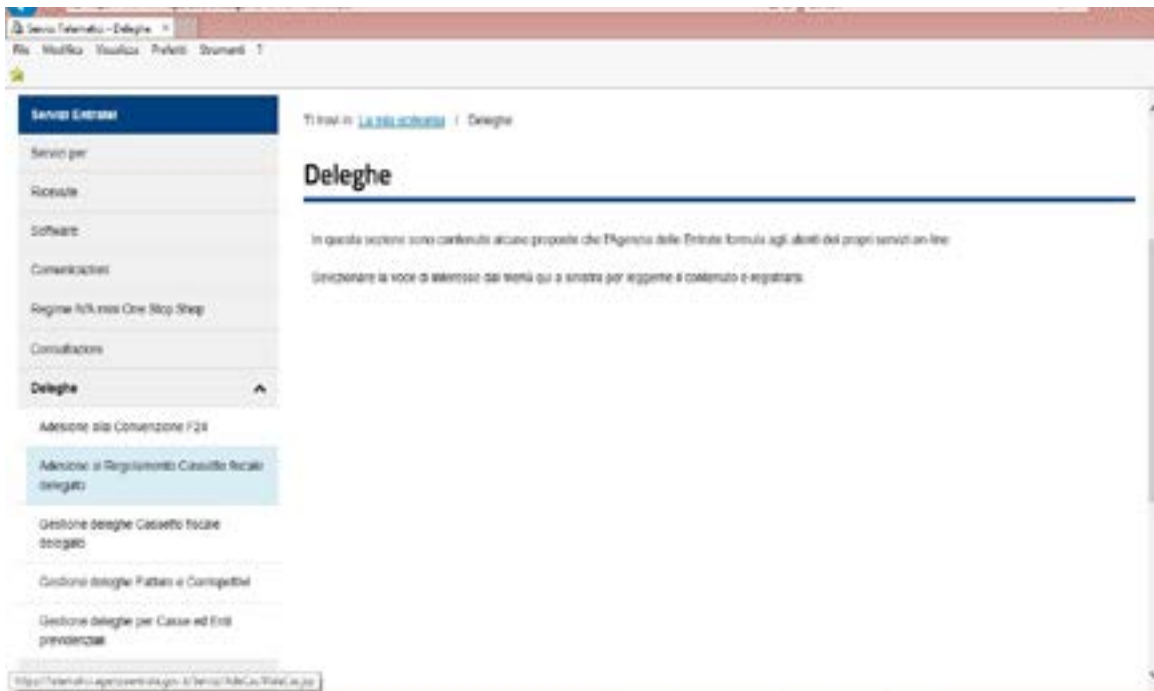 Servizi Telematici - Deleghe
File Modifica Visualizza Preferiti Strumenti ?
Servizi Entratel
Ti trovi in: La mia scrivania / Deleghe
Servizi per
Deleghe
Ricevute
In questa sezione sono contenute alcune proposte che l'Agenzia delle Entrate formula agli utenti dei propri servizi on-line
Software
Selezionare la voce di interesse dal menù qui a sinistra per leggerne il contenuto e registrarsi.
Comunicazioni
Regime IVA mini One Stop Shop
Consultazioni
Deleghe
Adesione alla Convenzione F24
Adesione al Regolamento Cassetto fiscale
delegato
Gestione deleghe Cassetto fiscale
delegato
Gestione deleghe Fatture e Corrispettivi
Gestione deleghe per Casse ed Enti
previdenziali